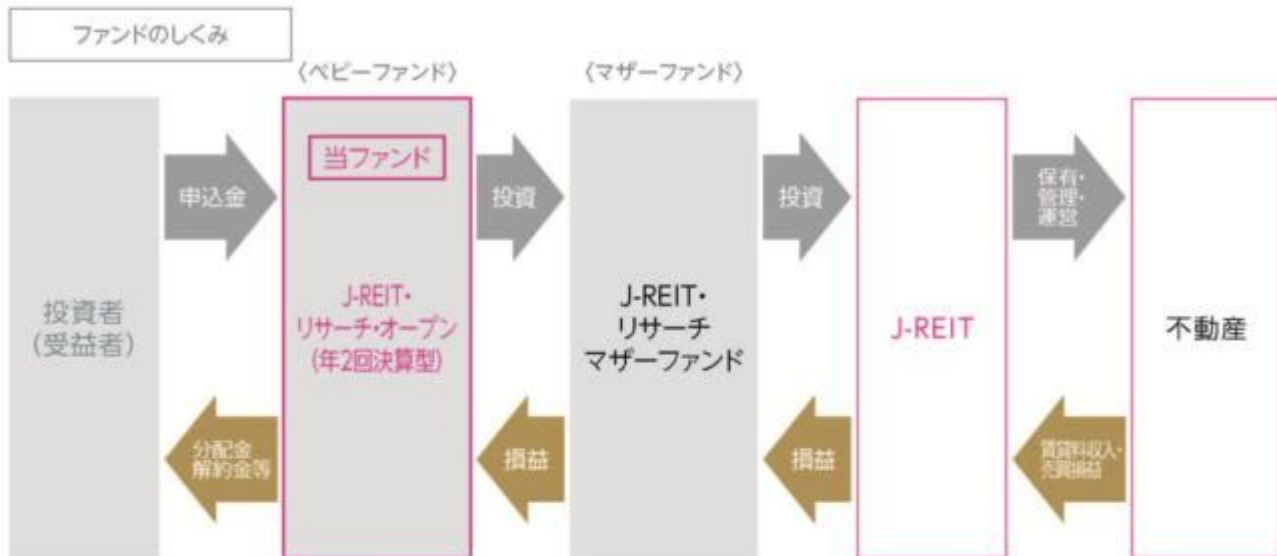 ファンドのしくみ
〈ベビーファンド〉
〈マザーファンド〉
投資者
(受益者)
申込金
分配金
解約金等
当ファンド
J-REIT・
リサーチ・オープン
(年2回決算型)
投資
損益
J-REIT・
リサーチ
マザーファンド
投資
損益
J-REIT
保有・
管理・
運営
賃貸料収入・
売買損益
不動産